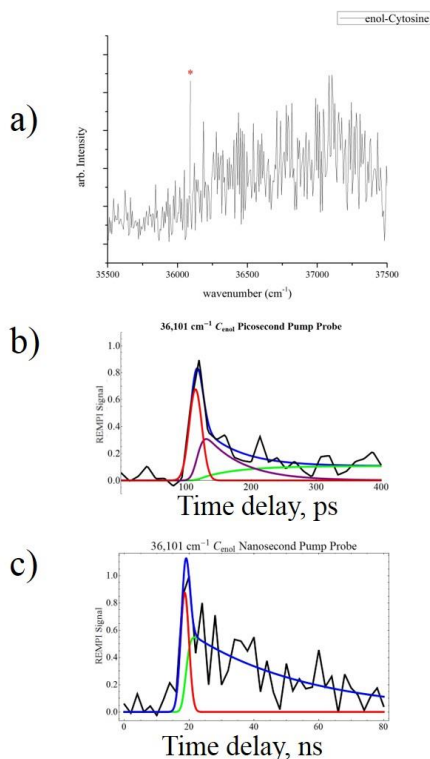 enol-Cytosine
a)
*
arb. Intensity
35500 36000 36500 37000 37500
wavenumber (cm⁻¹)
b)
36,101 cm⁻¹ Cenol Picosecond Pump Probe
REMPI Signal
1.0
0.8
0.6
0.4
0.2
0.0
100 200 300 400
Time delay, ps
c)
36,101 cm⁻¹ Cenol Nanosecond Pump Probe
REMPI Signal
1.0
0.8
0.6
0.4
0.2
0.0
0 20 40 60 80
Time delay, ns